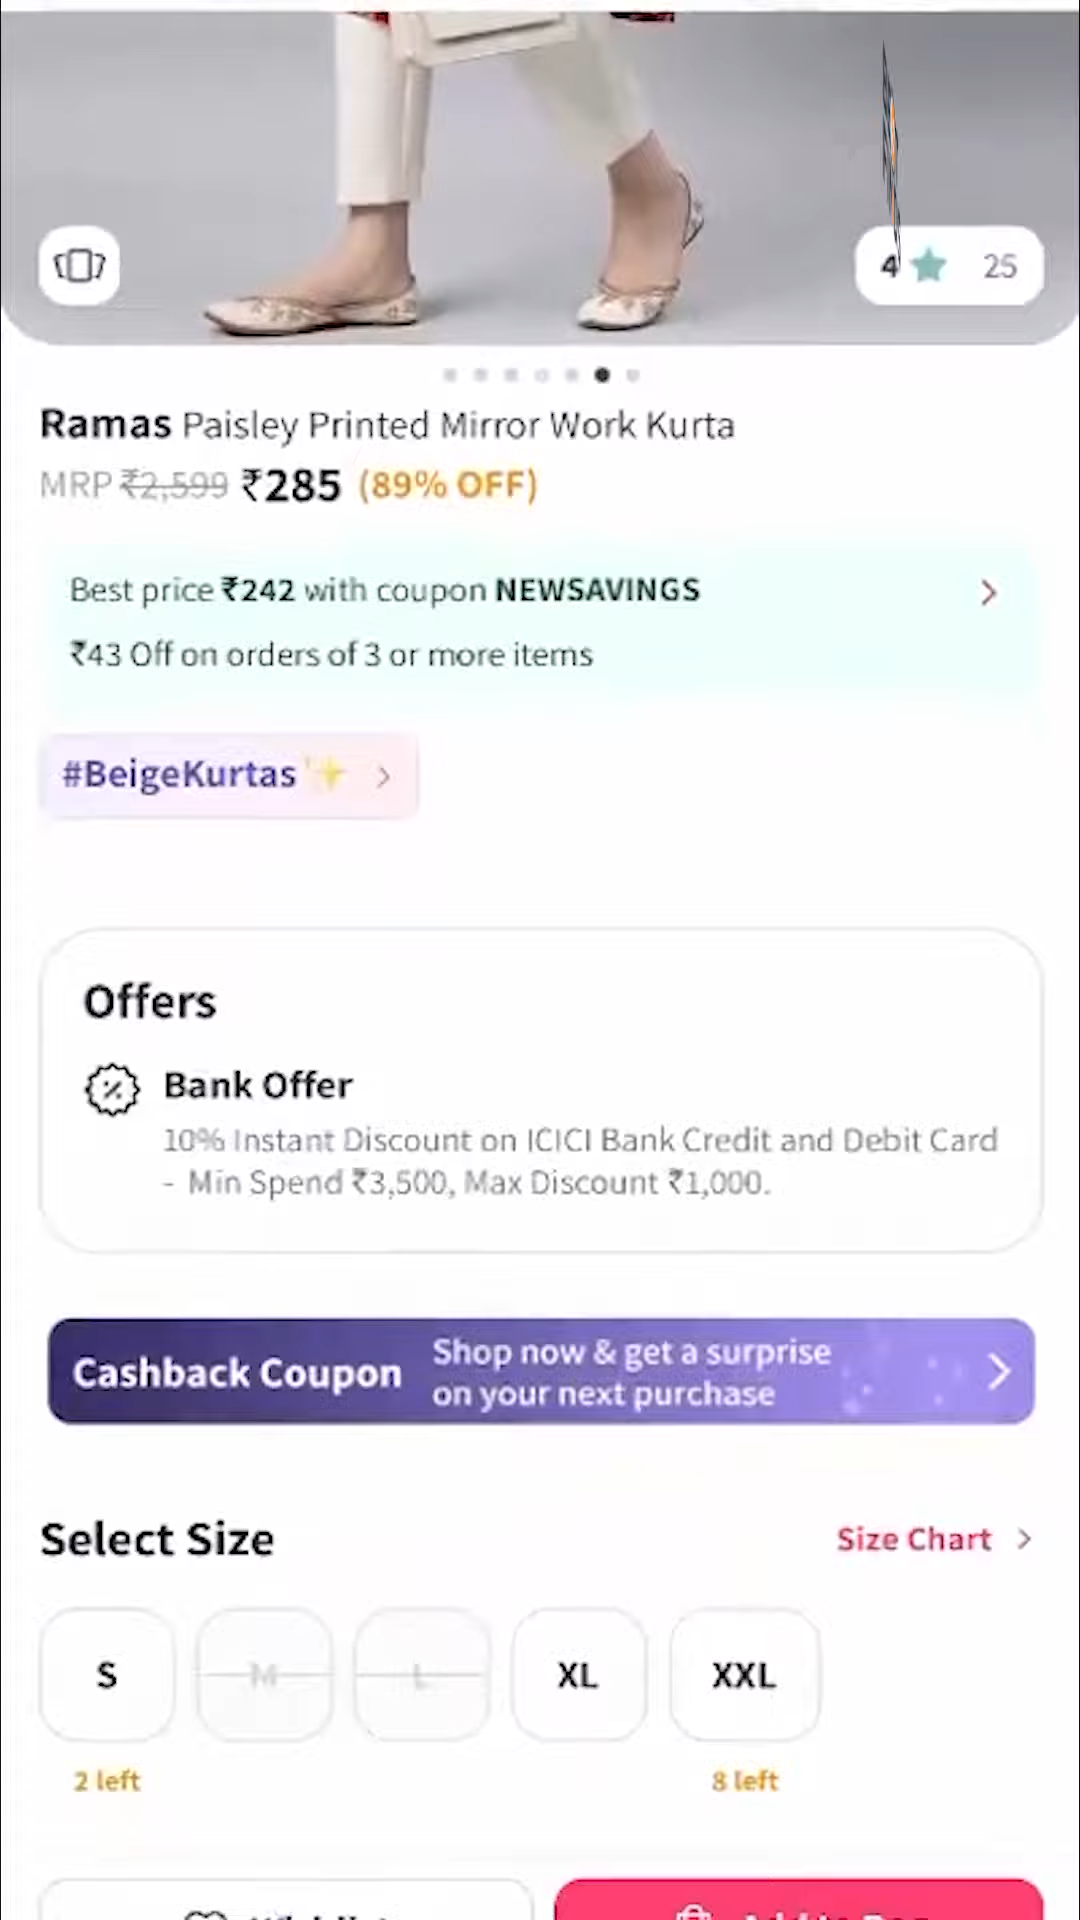 4 25
Ramas Paisley Printed Mirror Work Kurta
MRP ₹2,599 ₹285 (89% OFF)
Best price ₹242 with coupon NEWSAVINGS
₹43 Off on orders of 3 or more items
#BeigeKurtas
Offers
Bank Offer
10% Instant Discount on ICICI Bank Credit and Debit Card
- Min Spend ₹3,500, Max Discount ₹1,000.
Cashback Coupon
Shop now & get a surprise
on your next purchase
Select Size
Size Chart
S M L XL XXL
2 left 8 left